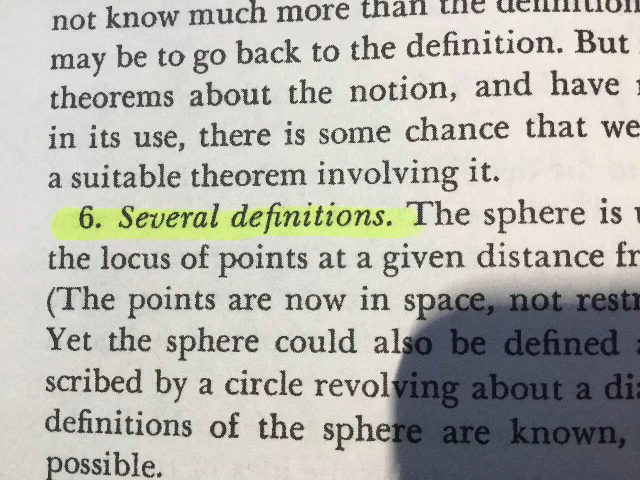 not know much more than the definition
may be to go back to the definition. But
theorems about the notion, and have
in its use, there is some chance that we
a suitable theorem involving it.
6. Several definitions. The sphere is
the locus of points at a given distance
(The points are now in space, not
Yet the sphere could also be defined
scribed by a circle revolving about a
definitions of the sphere are known,
possible.